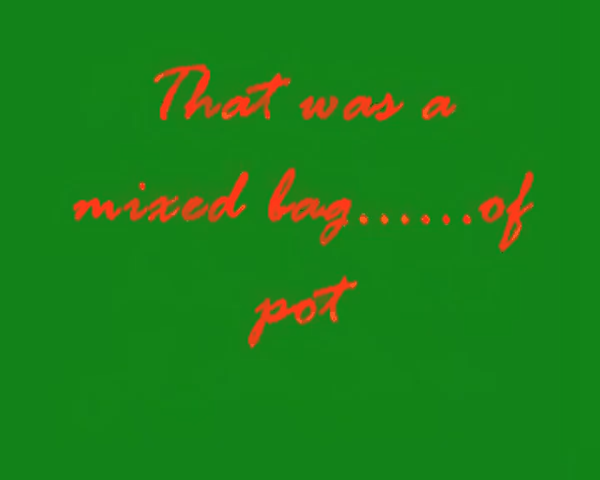 That was a
mixed bag......of
pot